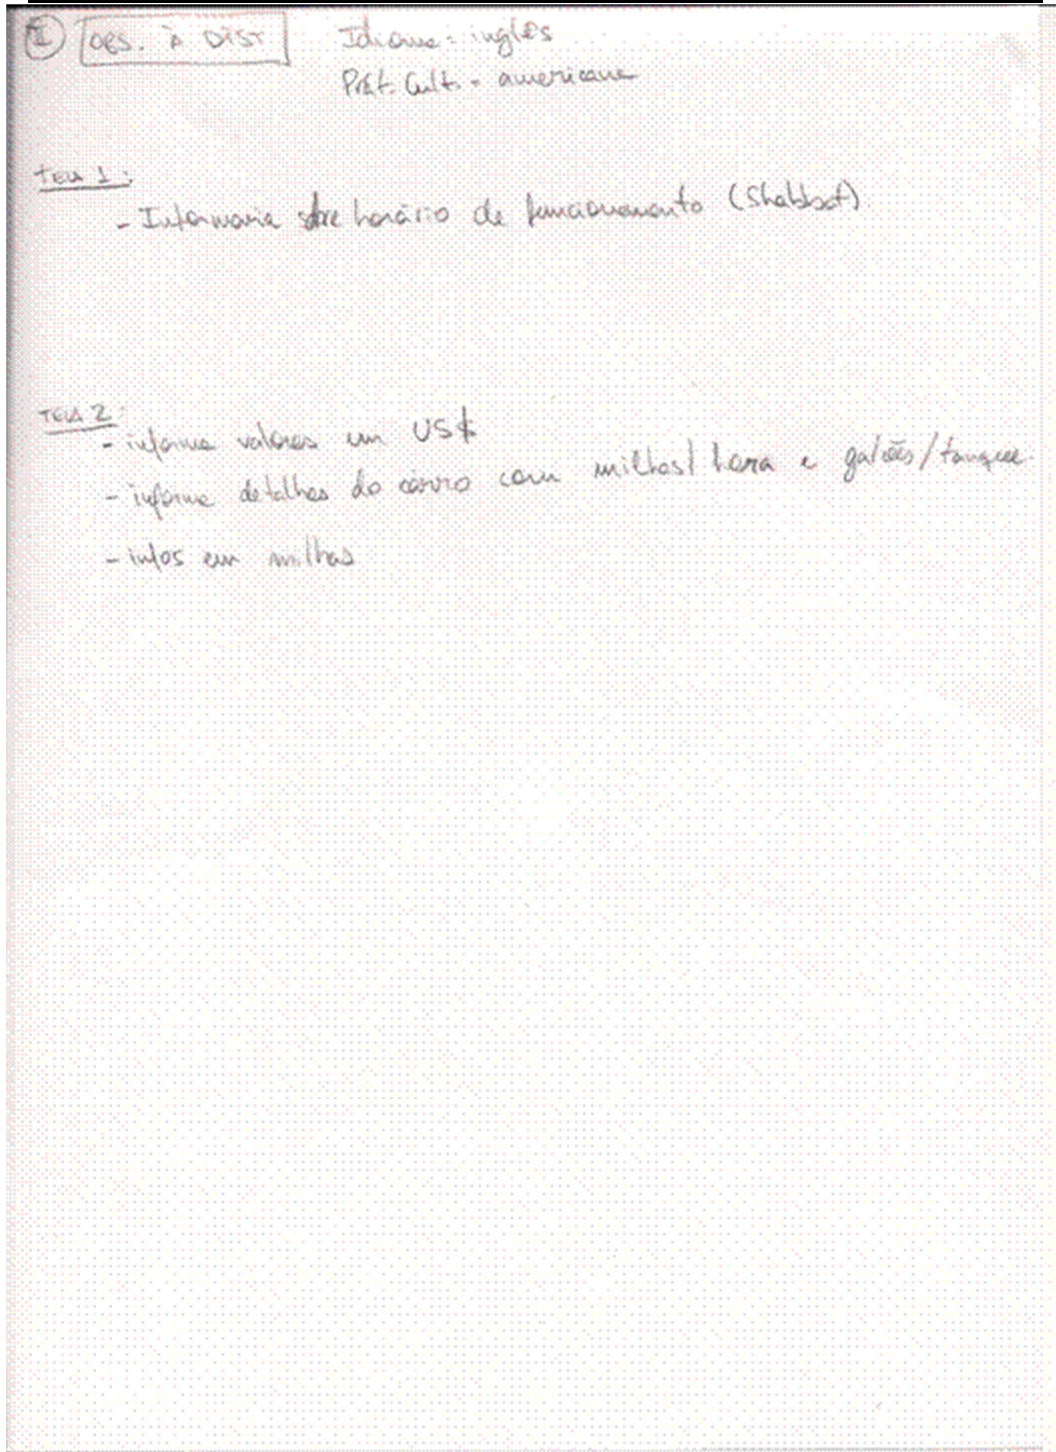 I OBS. À DIST Idioma = inglês
Prát. Cult. = americana
TELA 1:
- Informaria sobre horário de funcionamento (Shabbat).
TELA 2:
- informa valores em US$
- informa detalhes do carro com milhas/hora e galões/tanque.
- infos em milhas